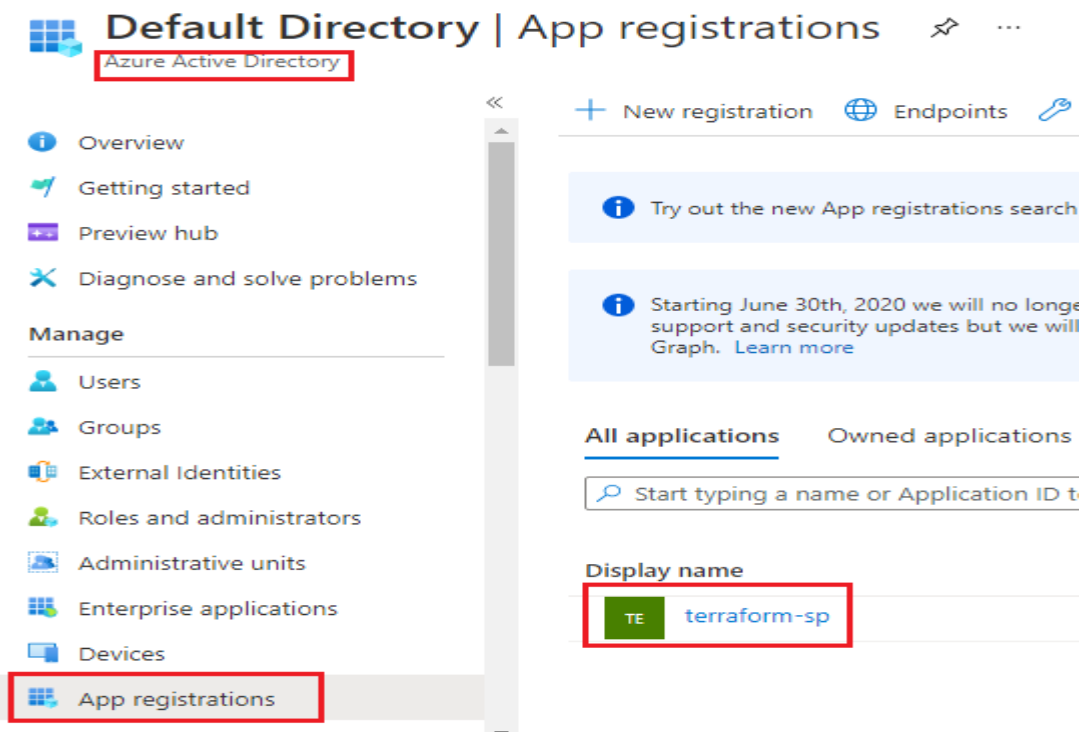 Default Directory | App registrations
Azure Active Directory
Overview
Getting started
Preview hub
Diagnose and solve problems
Manage
Users
Groups
External Identities
Roles and administrators
Administrative units
Enterprise applications
Devices
App registrations
New registration Endpoints
Try out the new App registrations search
Starting June 30th, 2020 we will no longe
support and security updates but we will
Graph. Learn more
All applications Owned applications
Start typing a name or Application ID t
Display name
TE terraform-sp